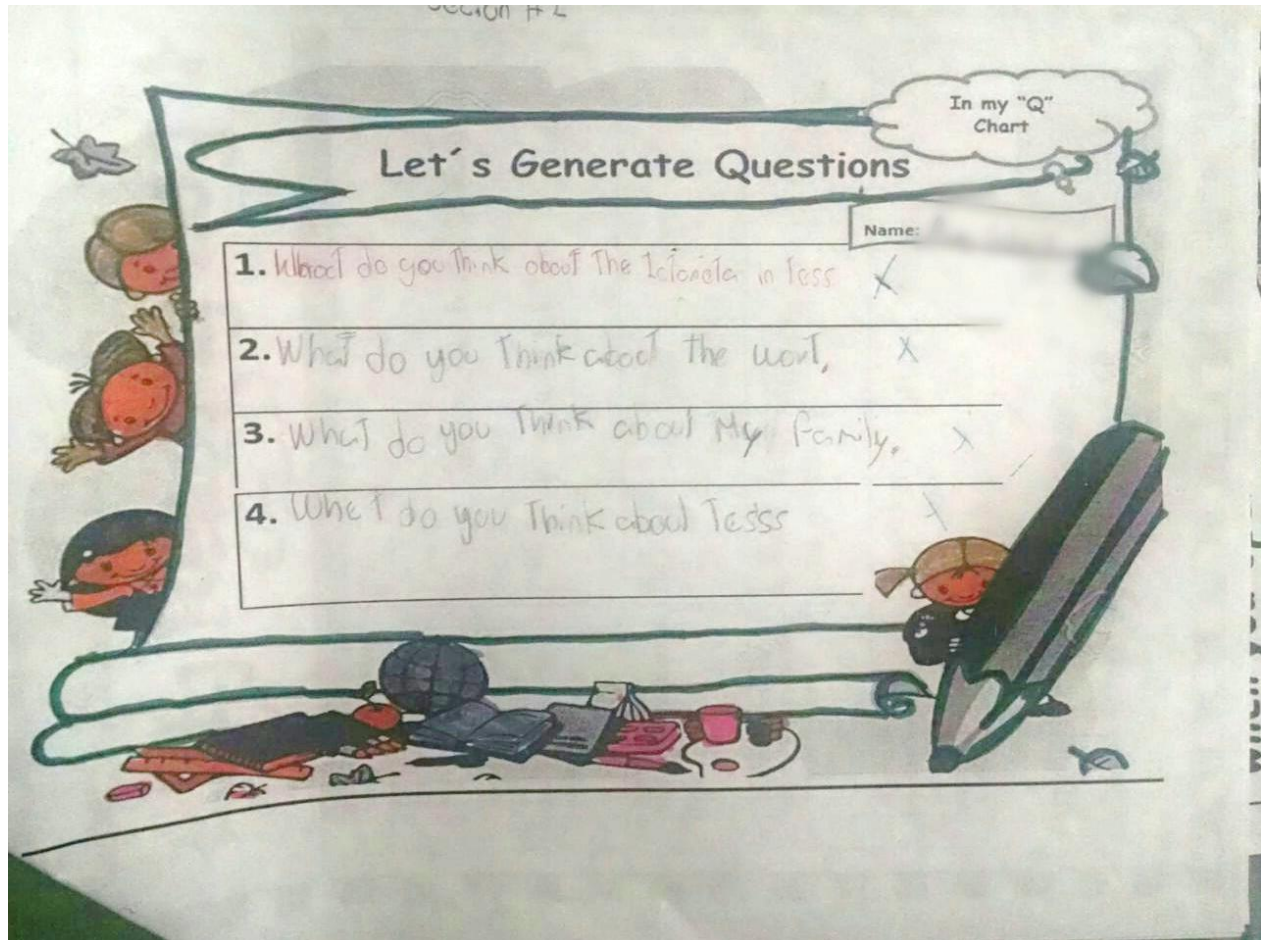 In my "Q"
Chart
Let´s Generate Questions
Name:
1. What do you Think about The in Tess X
2. What do you Think about the wort, X
3. What do you Think about My family. X
4. What do you Think about Tesss X